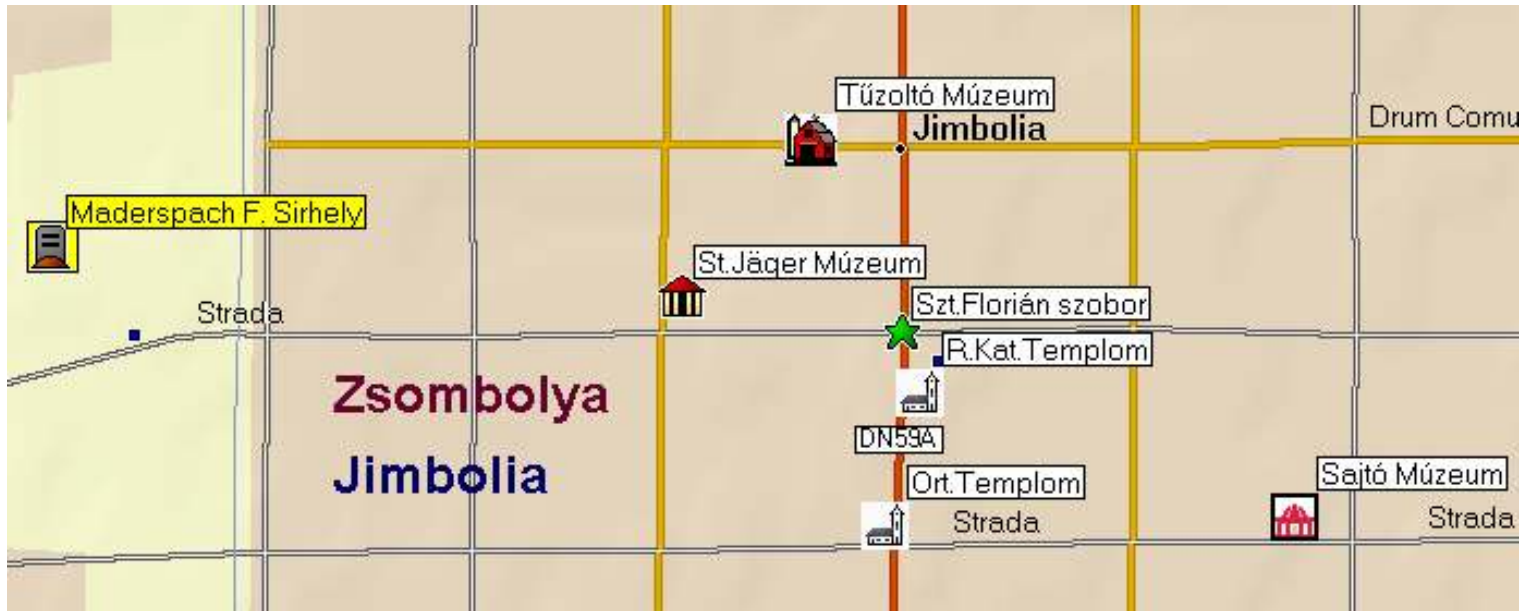 Tűzoltó Múzeum
Jimbolia
Drum Comu
Maderspach F. Sirhely
St.Jäger Múzeum
Strada
Szt.Florián szobor
R.Kat.Templom
Zsombolya
DN59A
Jimbolia
Ort.Templom
Sajtó Múzeum
Strada
Strada